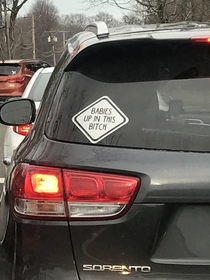 BABIES
UP IN THIS
BITCH
SORENTO